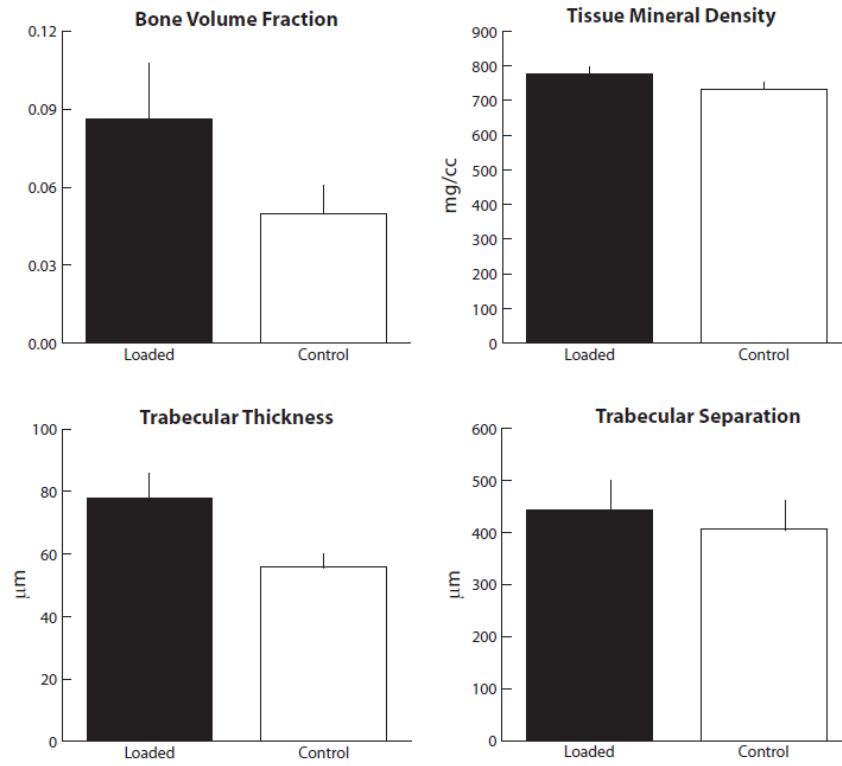 Bone Volume Fraction
0.12
0.09
0.06
0.03
0.00
Loaded Control
Tissue Mineral Density
mg/cc
900
800
700
600
500
400
300
200
100
0
Loaded Control
Trabecular Thickness
μm
100
80
60
40
20
0
Loaded Control
Trabecular Separation
μm
600
500
400
300
200
100
0
Loaded Control